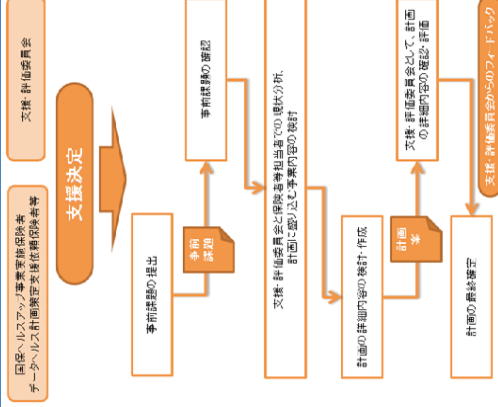 国保ヘルスアップ事業実施保険者
データヘルス計画策定支援依頼保険者等
支援・評価委員会
支援決定
事前課題の提出
事前
課題
事前課題の確認
支援・評価委員会と保険者等担当者での現状分析、
計画に盛り込む事業内容の検討
計画の詳細内容の検討・作成
計画
案
支援・評価委員会として、計画
の詳細内容の確認・評価
計画の最終確定
支援・評価委員会からのフィードバック